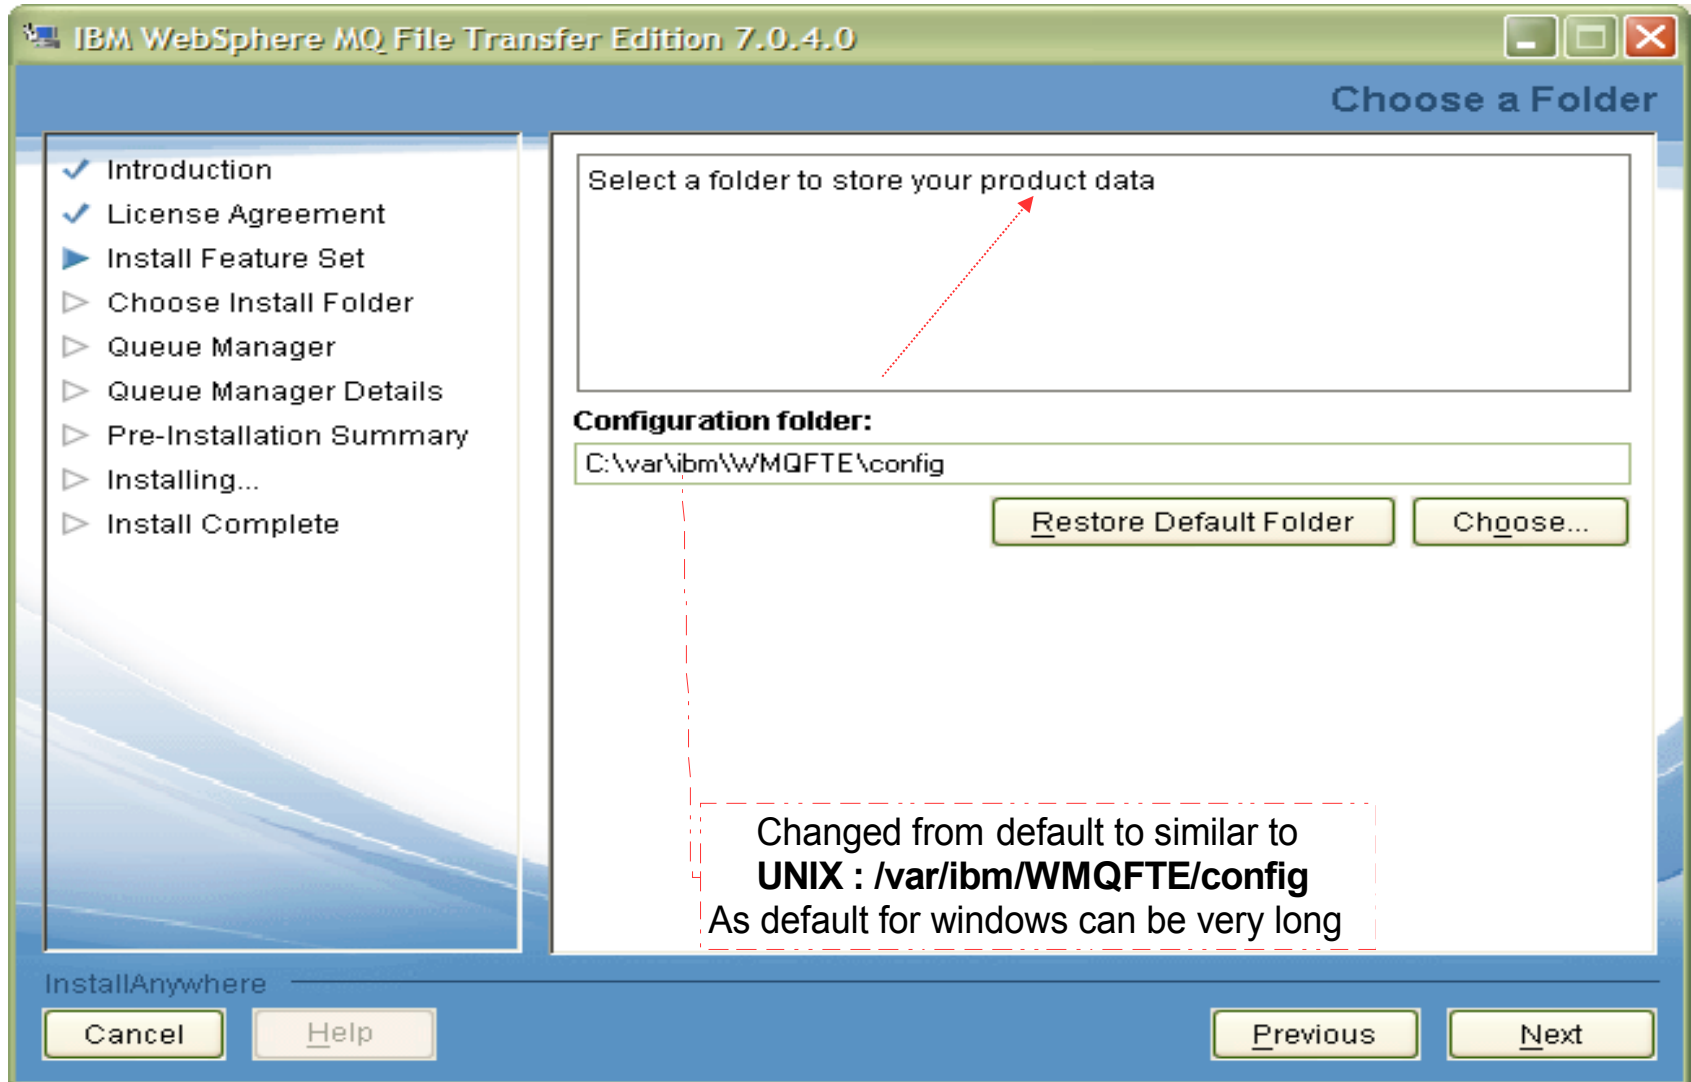 IBM WebSphere MQ File Transfer Edition 7.0.4.0
Choose a Folder
Introduction
License Agreement
Install Feature Set
Choose Install Folder
Queue Manager
Queue Manager Details
Pre-Installation Summary
Installing...
Install Complete
Select a folder to store your product data
Configuration folder:
C:\var\ibm\WMQFTE\config
Restore Default Folder
Choose...
Changed from default to similar to
UNIX : /var/ibm/WMQFTE/config
As default for windows can be very long
InstallAnywhere
Cancel
Help
Previous
Next